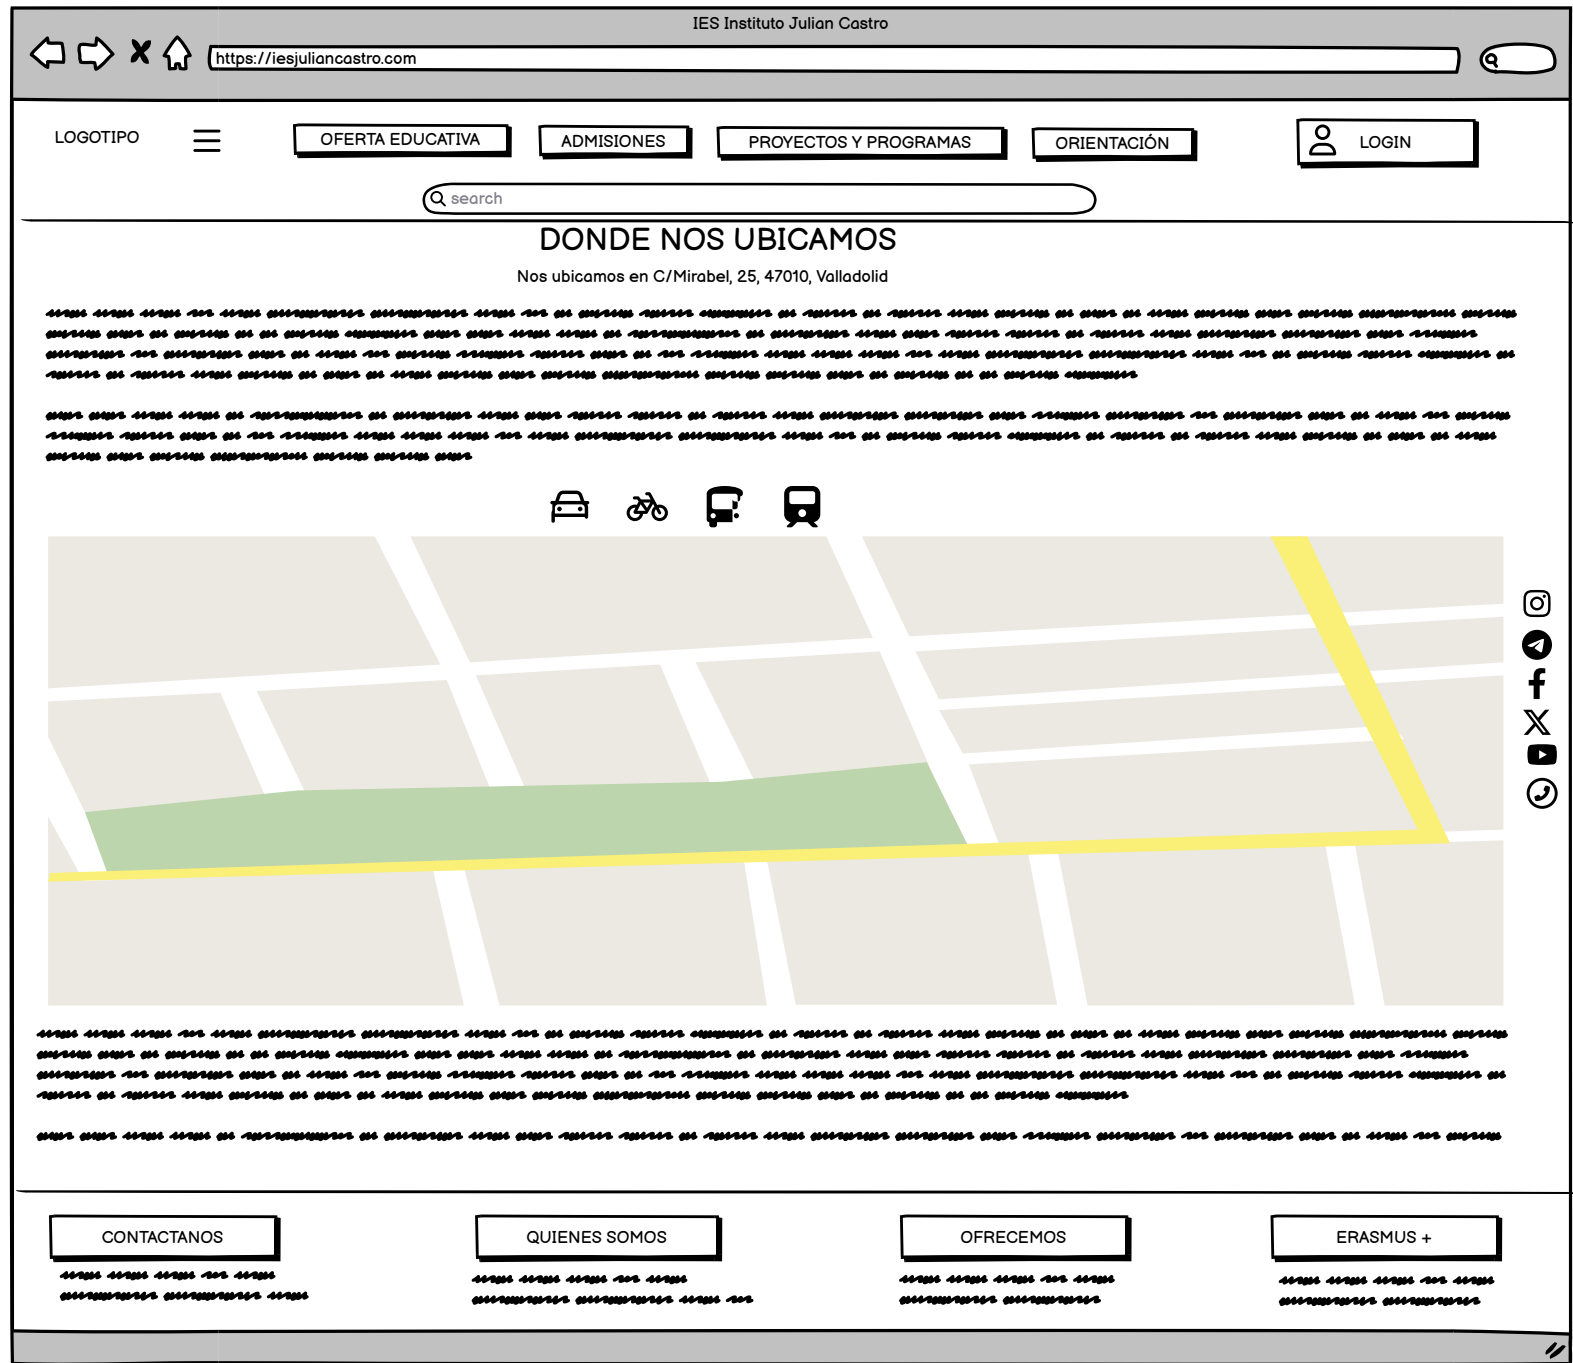 IES Instituto Julian Castro
https://iesjuliancastro.com
LOGOTIPO
OFERTA EDUCATIVA
ADMISIONES
PROYECTOS Y PROGRAMAS
ORIENTACIÓN
LOGIN
search
DONDE NOS UBICAMOS
Nos ubicamos en C/Mirabel, 25, 47010, Valladolid
CONTACTANOS
QUIENES SOMOS
OFRECEMOS
ERASMUS +